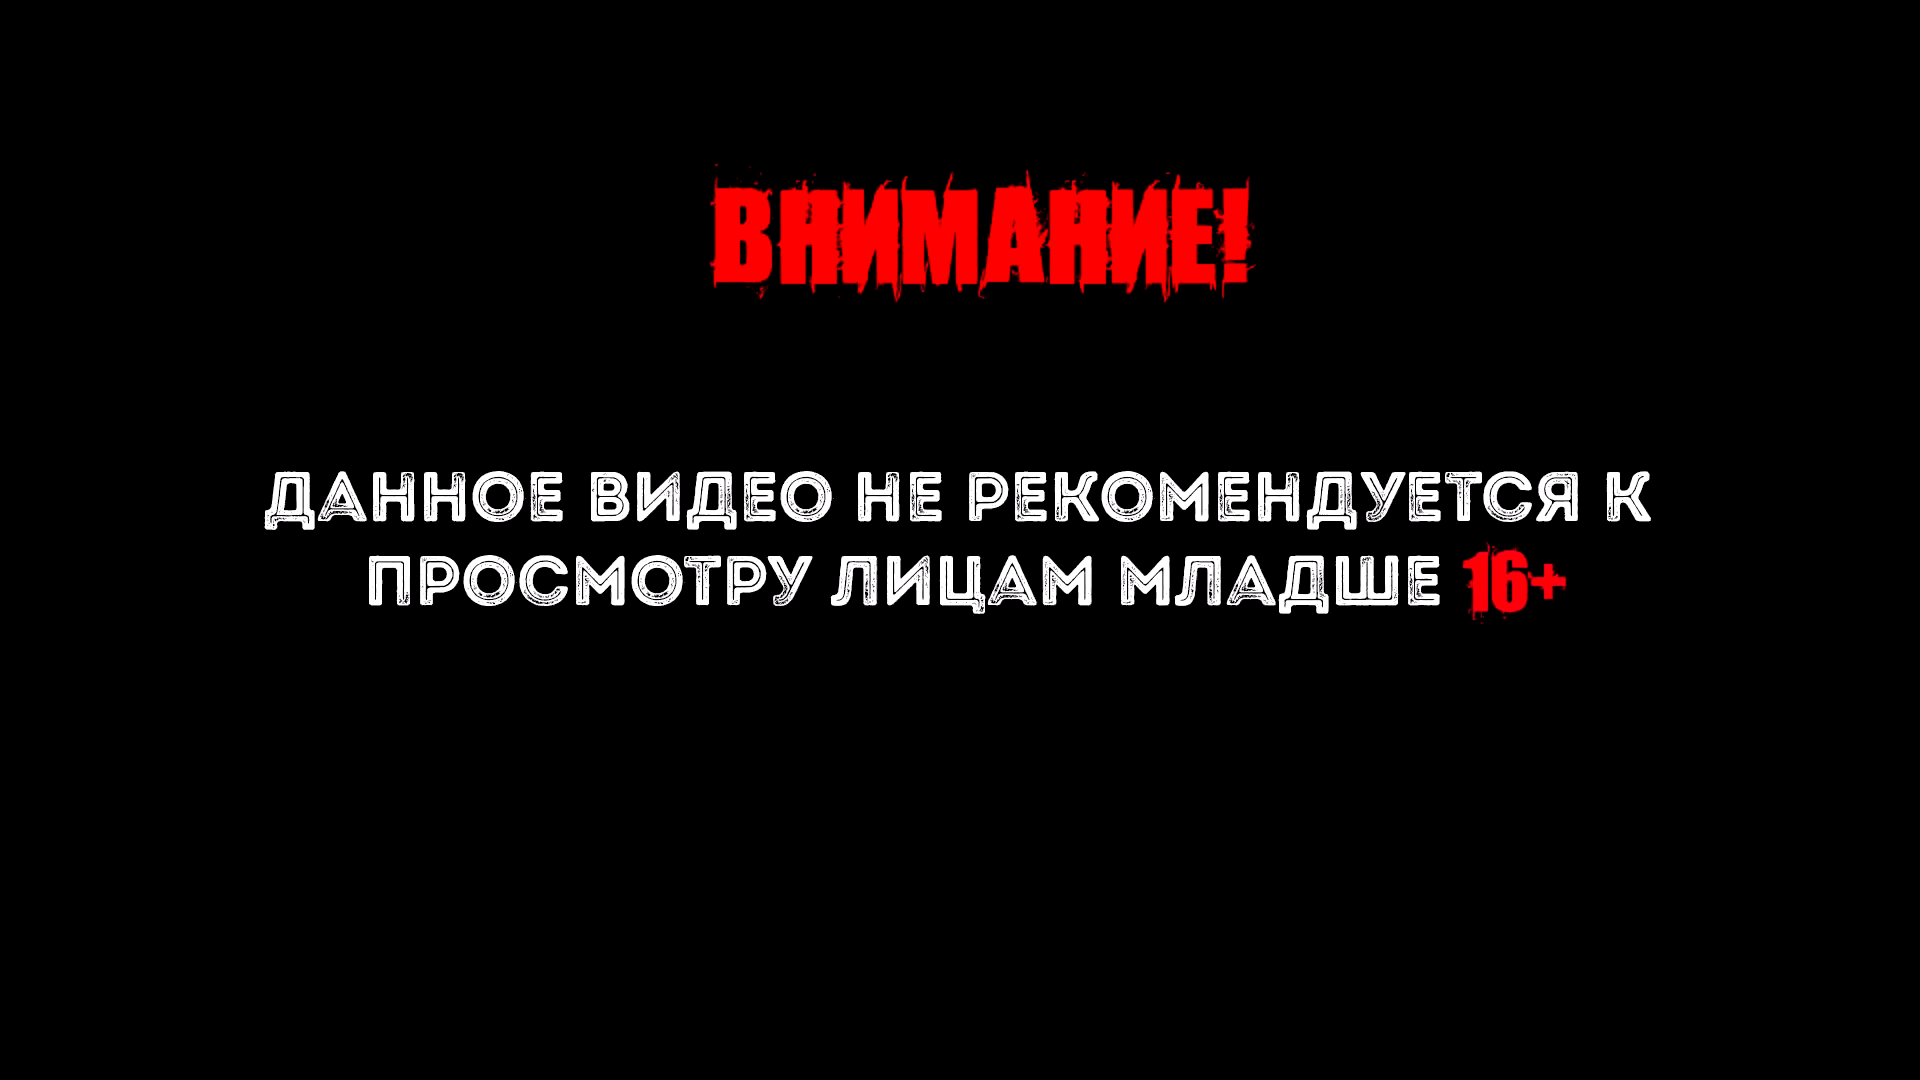 ВНИМАНИЕ!
ДАННОЕ ВИДЕО НЕ РЕКОМЕНДУЕТСЯ К
ПРОСМОТРУ ЛИЦАМ МЛАДШЕ 16+